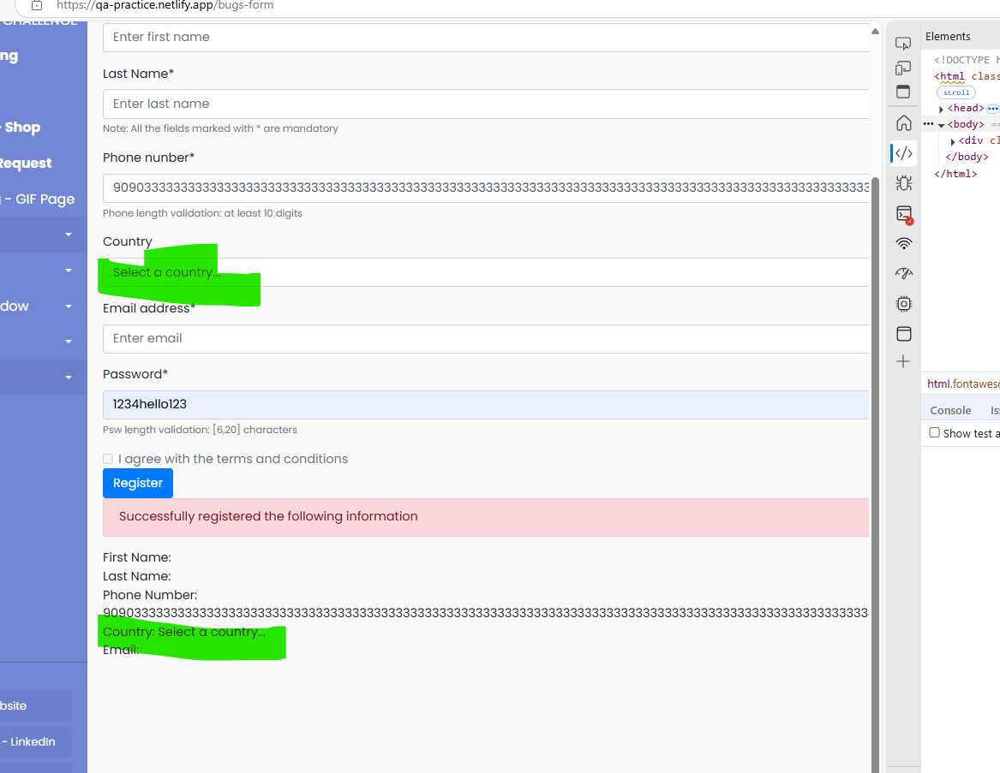 https://qa-practice.netlify.app/bugs-form
CHALLENGE
ng
- Shop
Request
- GIF Page
dow
bsite
- LinkedIn
Enter first name
Last Name*
Enter last name
Note: All the fields marked with * are mandatory
Phone nunber*
Phone length validation: at least 10 digits
Country
Select a country...
Email address*
Enter email
Password*
1234hello123
Psw length validation: [6,20] characters
I agree with the terms and conditions
Register
Successfully registered the following information
First Name:
Last Name:
Phone Number:
Country: Select a country...
Email:
Elements
<!DOCTYPE h
<html class
scroll
<head>
<body> ==
<div cl
</body>
</html>
html.fontaweso
Console Is
Show test a